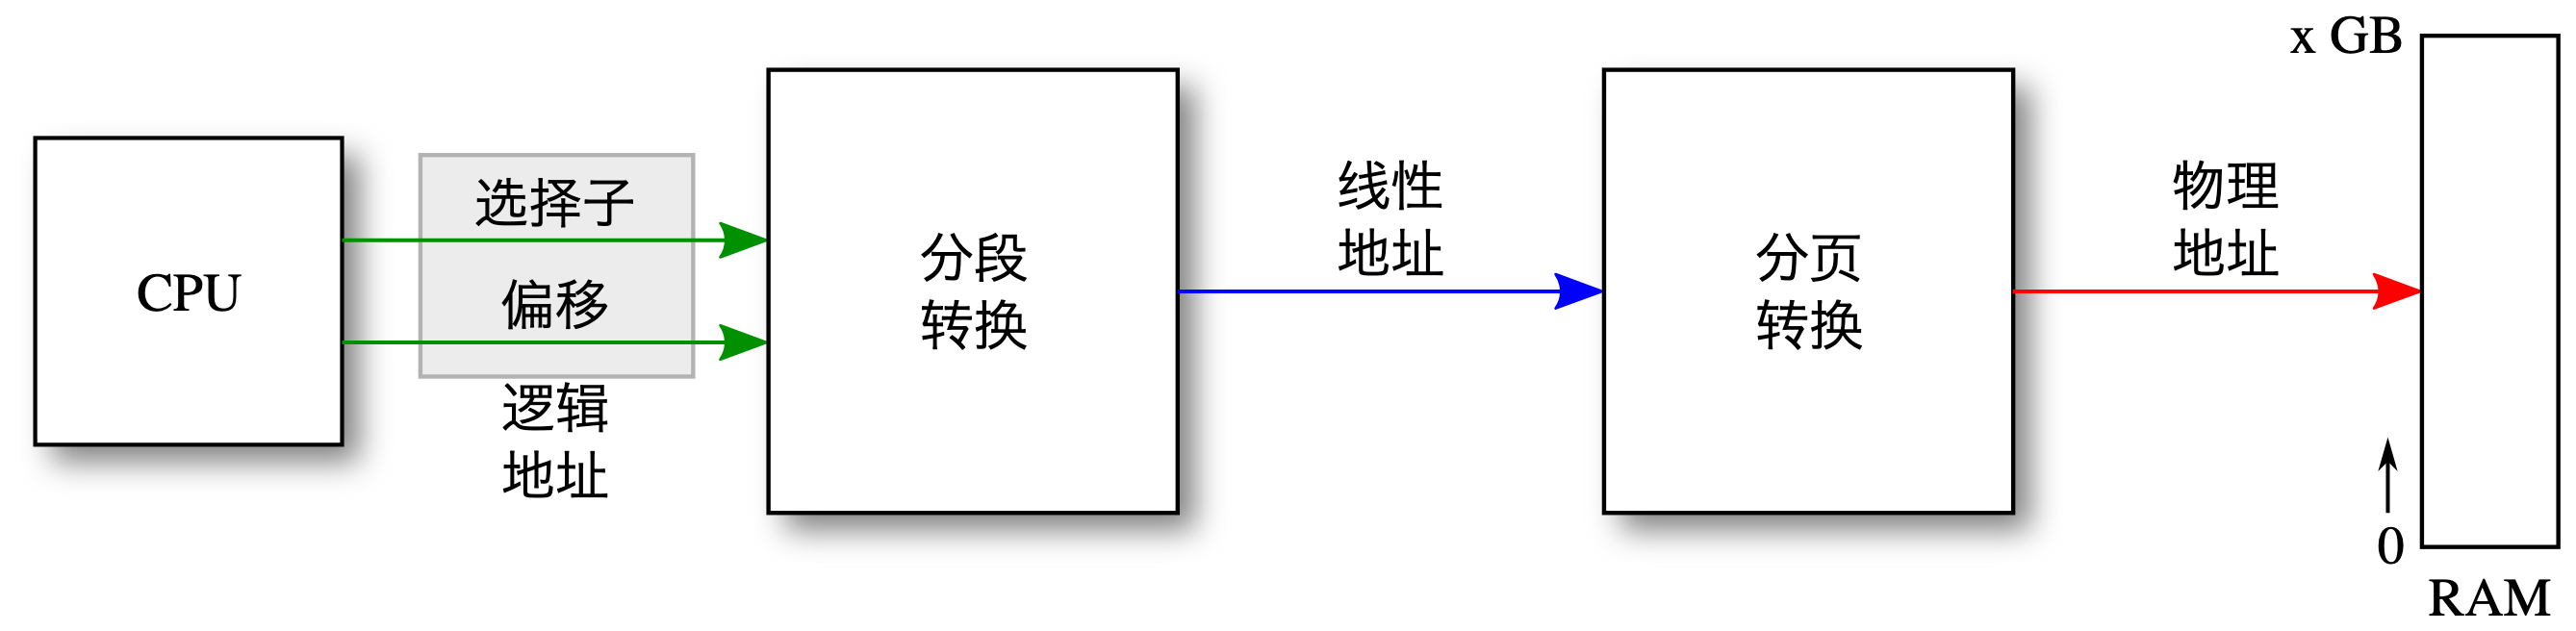 CPU
选择子
偏移
逻辑
地址
分段
转换
线性
地址
分页
转换
物理
地址
x GB
0
RAM